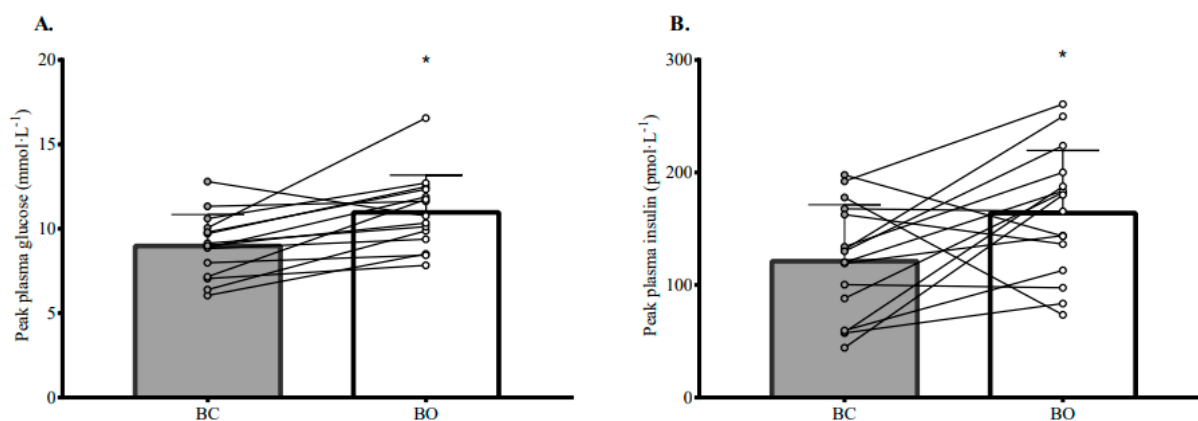 A.
Peak plasma glucose (mmol·L⁻¹)
20
15
10
5
0
*
BC
BO
B.
Peak plasma insulin (pmol·L⁻¹)
300
200
100
0
*
BC
BO